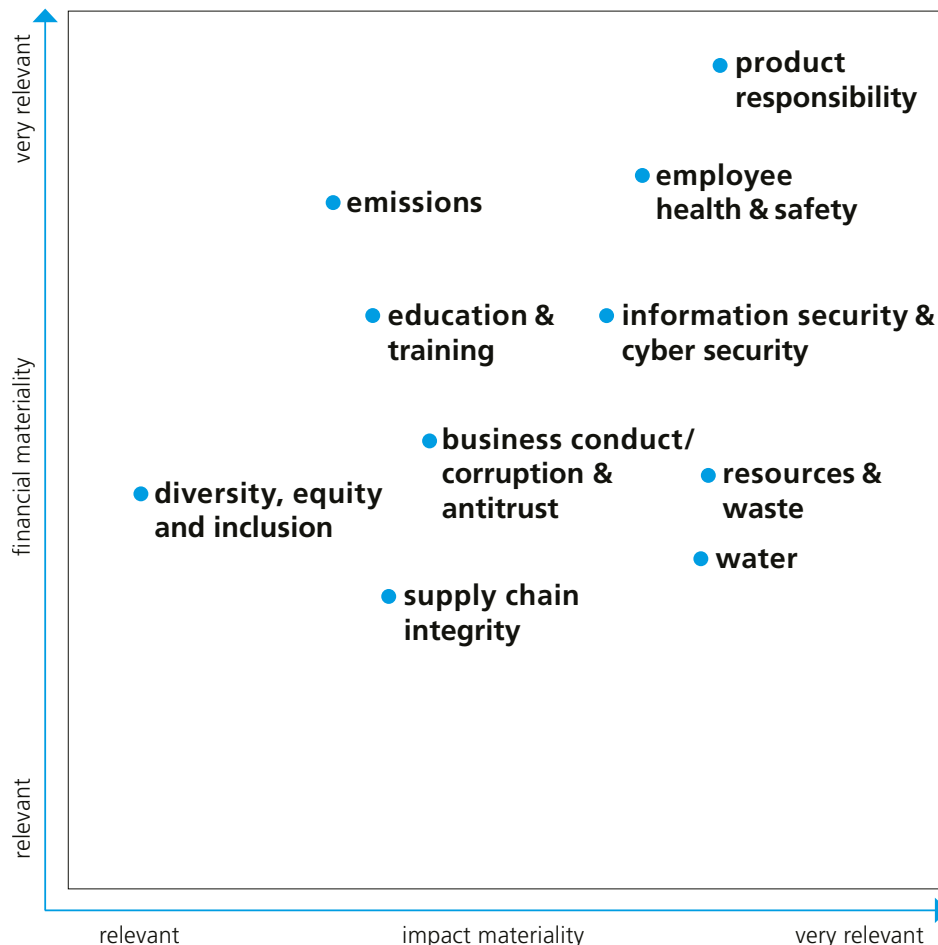 very relevant
financial materiality
relevant
product
responsibility
employee
health & safety
emissions
education &
training
information security &
cyber security
business conduct/
corruption &
antitrust
resources &
waste
diversity, equity
and inclusion
water
supply chain
integrity
relevant
impact materiality
very relevant